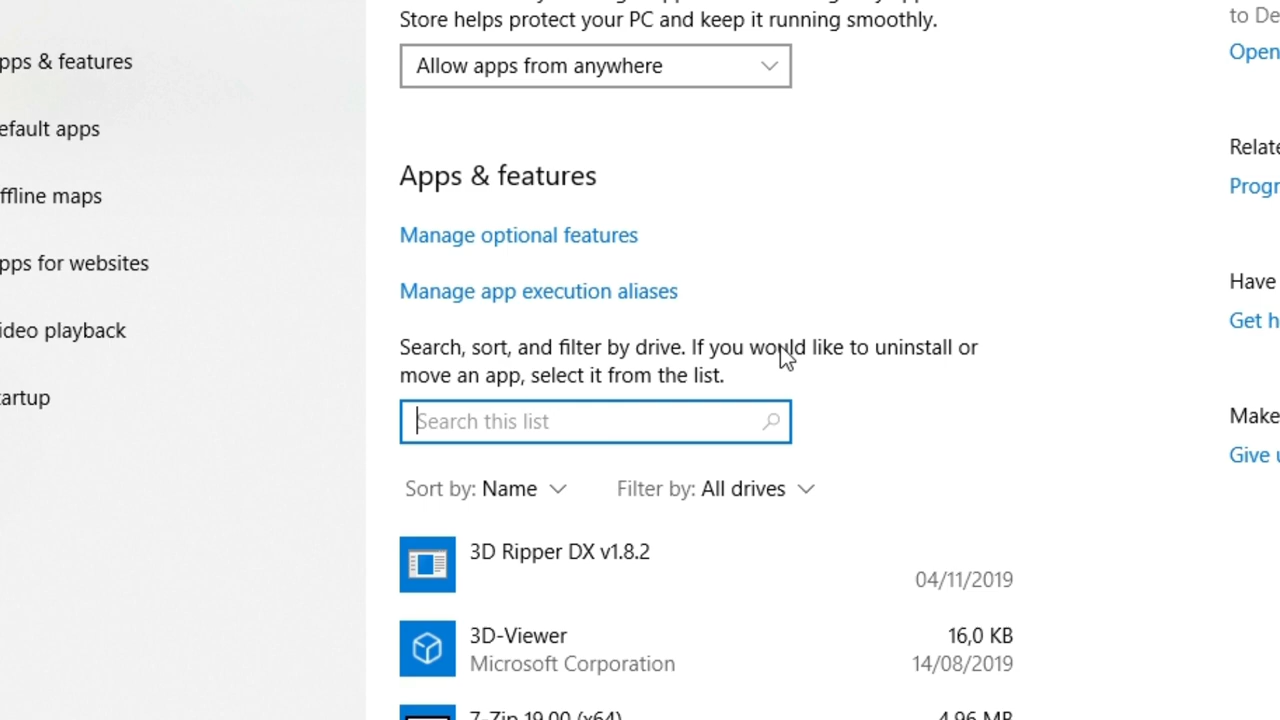 Store helps protect your PC and keep it running smoothly.
Allow apps from anywhere
Apps & features
Manage optional features
Manage app execution aliases
Search, sort, and filter by drive. If you would like to uninstall or
move an app, select it from the list.
Search this list
Sort by: Name
Filter by: All drives
3D Ripper DX v1.8.2
04/11/2019
3D-Viewer
16,0 KB
Microsoft Corporation
14/08/2019
7-Zip 19.00 (x64)
4,96 MB
pps & features
efault apps
ffline maps
pps for websites
ideo playback
tartup
to De
Open
Relate
Progr
Have
Get h
Make
Give u